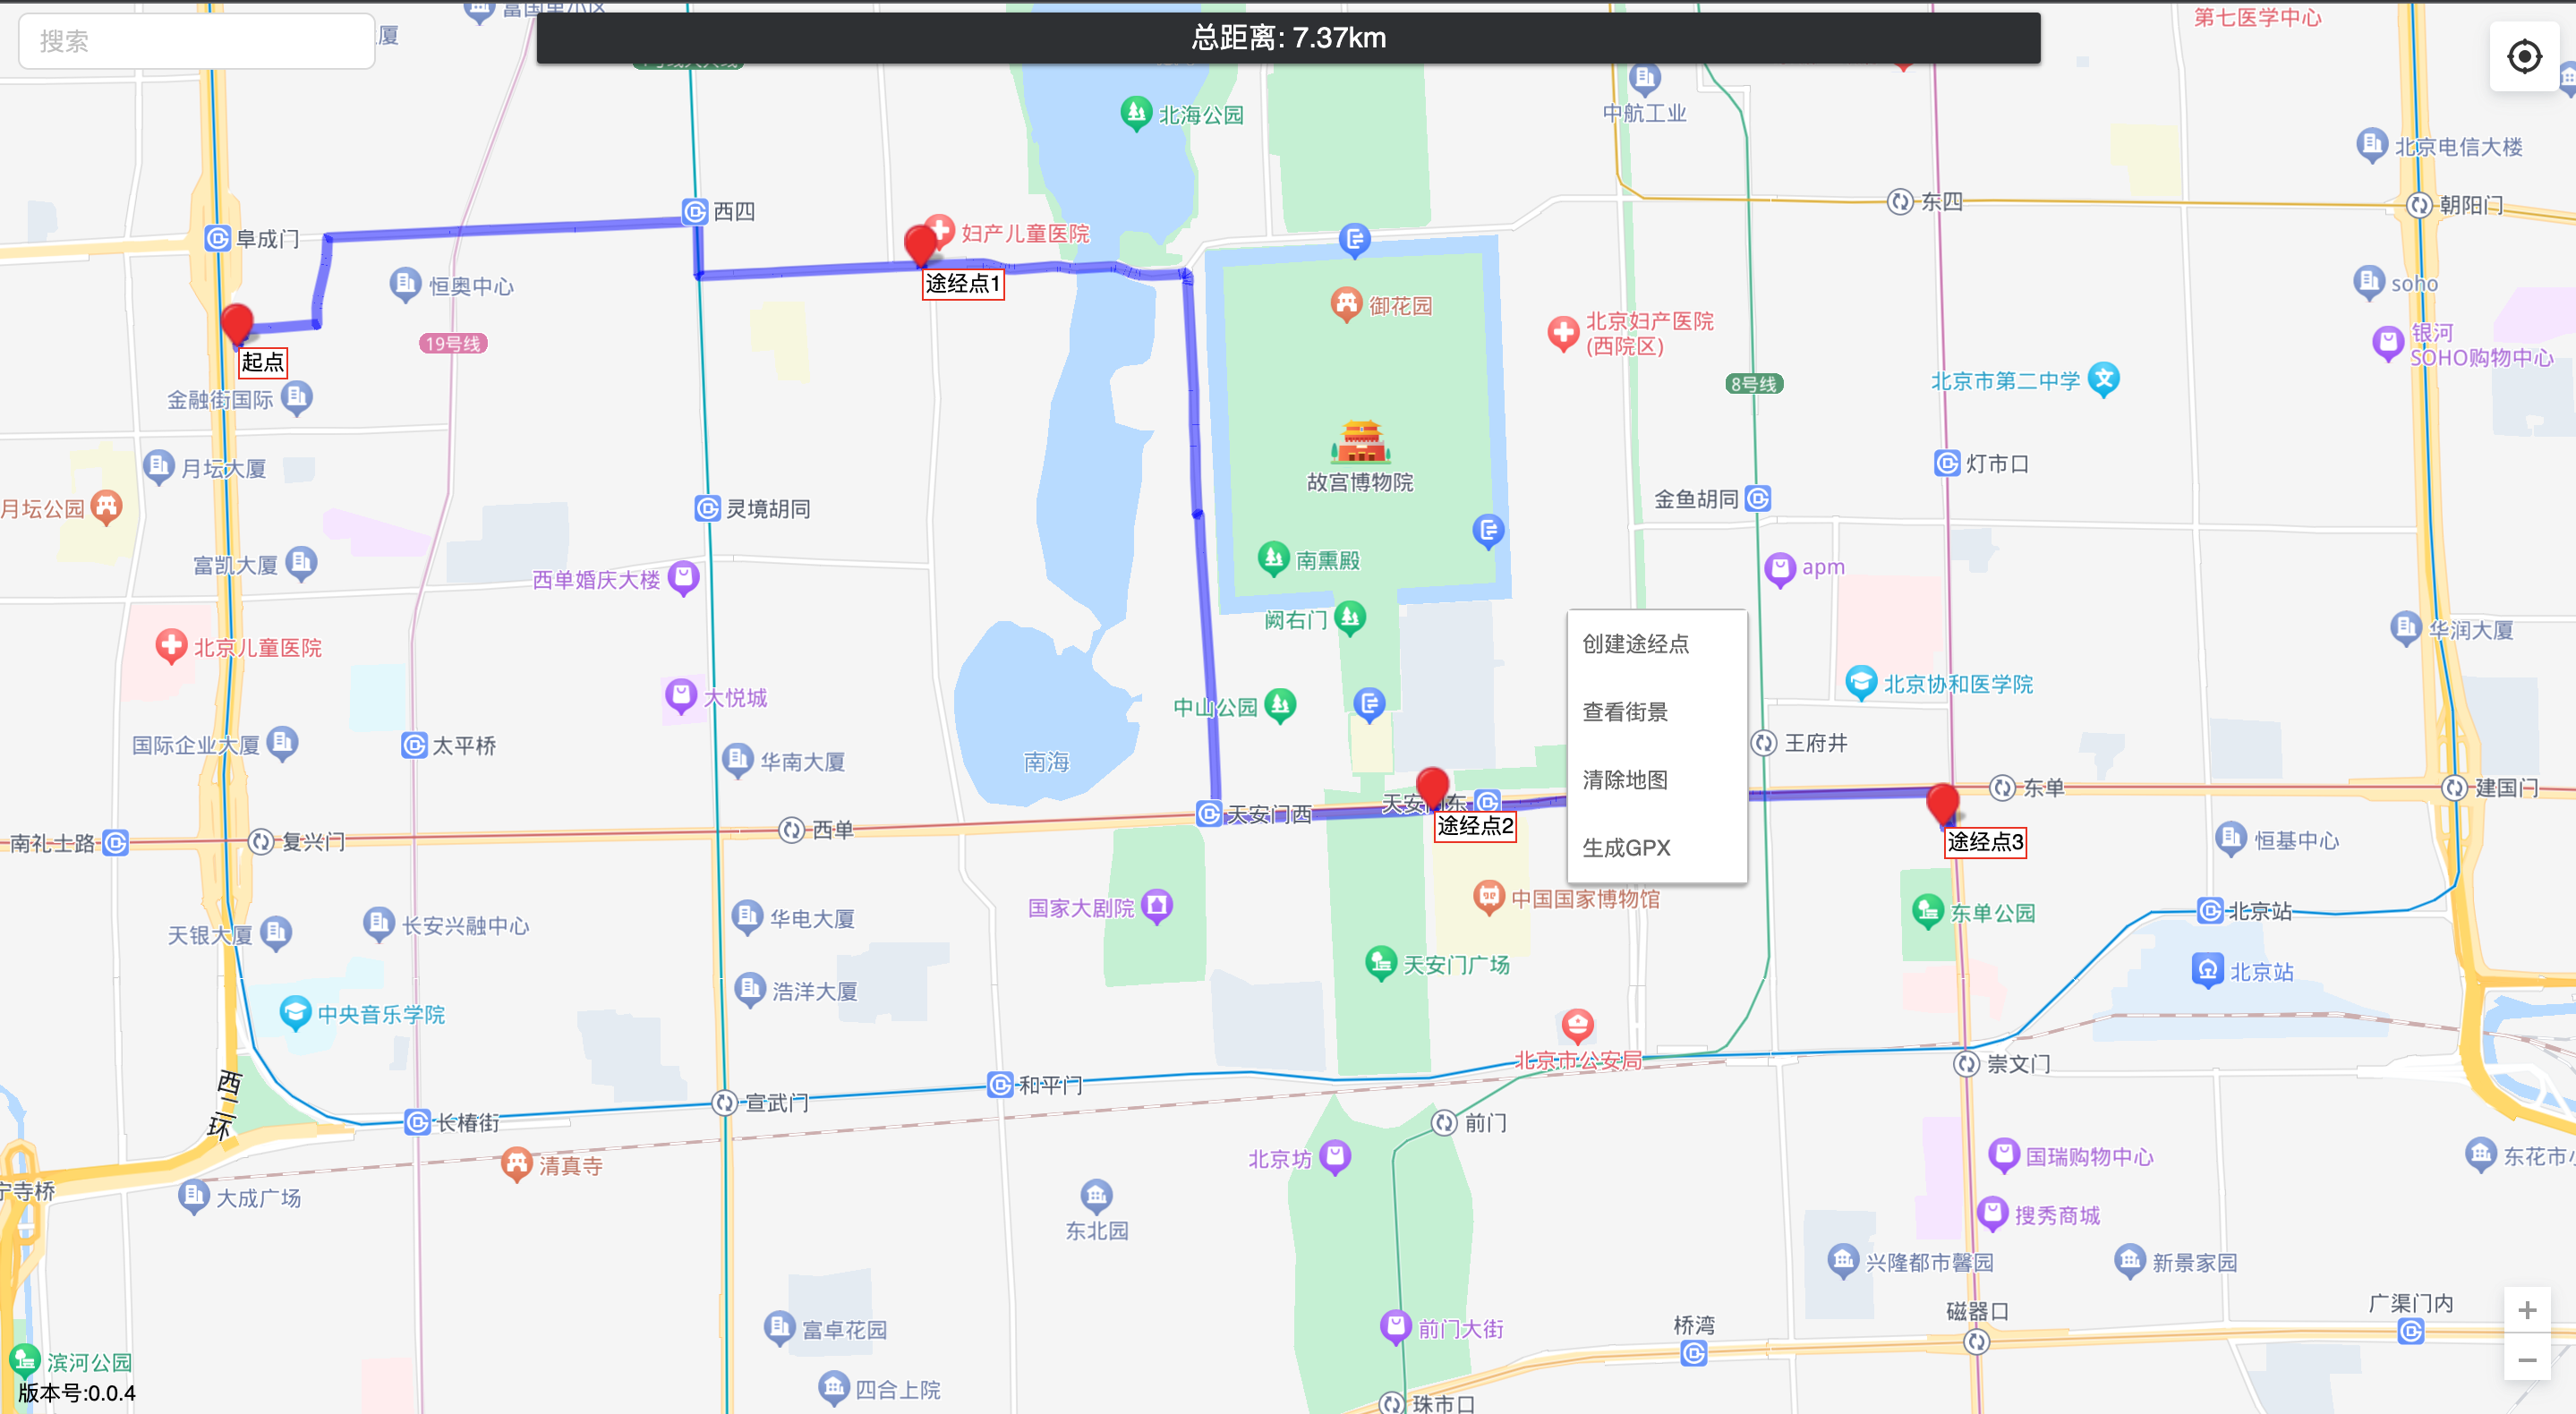 搜索
厦
总距离: 7.37km
第七医学中心
北海公园
中航工业
北京电信大楼
西四
东四
朝阳门
阜成门
妇产儿童医院
途经点1
恒奥中心
soho
御花园
北京妇产医院
(西院区)
银河
SOHO购物中心
19号线
起点
8号线
北京市第二中学
金融街国际
月坛大厦
灯市口
故宫博物院
金鱼胡同
月坛公园
灵境胡同
富凯大厦
西单婚庆大楼
南熏殿
apm
阙右门
华润大厦
北京儿童医院
创建途经点
查看街景
清除地图
生成GPX
北京协和医学院
大悦城
中山公园
国际企业大厦
太平桥
华南大厦
南海
王府井
东单
建国门
天安门西
天安门东
途经点2
途经点3
南礼士路
复兴门
西单
恒基中心
中国国家博物馆
国家大剧院
东单公园
北京站
天银大厦
长安兴融中心
华电大厦
天安门广场
北京站
浩洋大厦
中央音乐学院
北京市公安局
崇文门
西二环
和平门
宣武门
长椿街
前门
北京坊
国瑞购物中心
东花市小
清真寺
宁寺桥
大成广场
搜秀商城
东北园
兴隆都市馨园
新景家园
磁器口
广渠门内
桥湾
富卓花园
前门大街
滨河公园
版本号:0.0.4
四合上院
珠市口
+
−